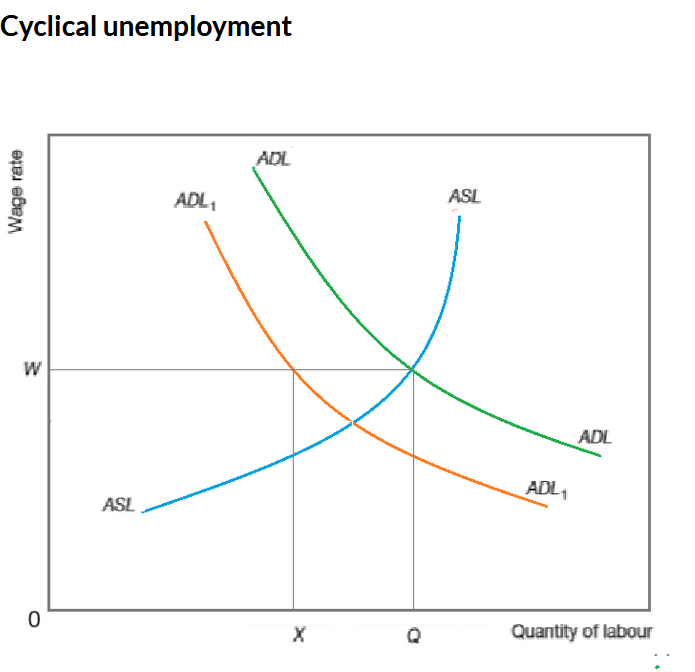 Cyclical unemployment
Wage rate
ADL
ADL₁
ASL
W
ADL
ADL₁
ASL
0
X
Q
Quantity of labour